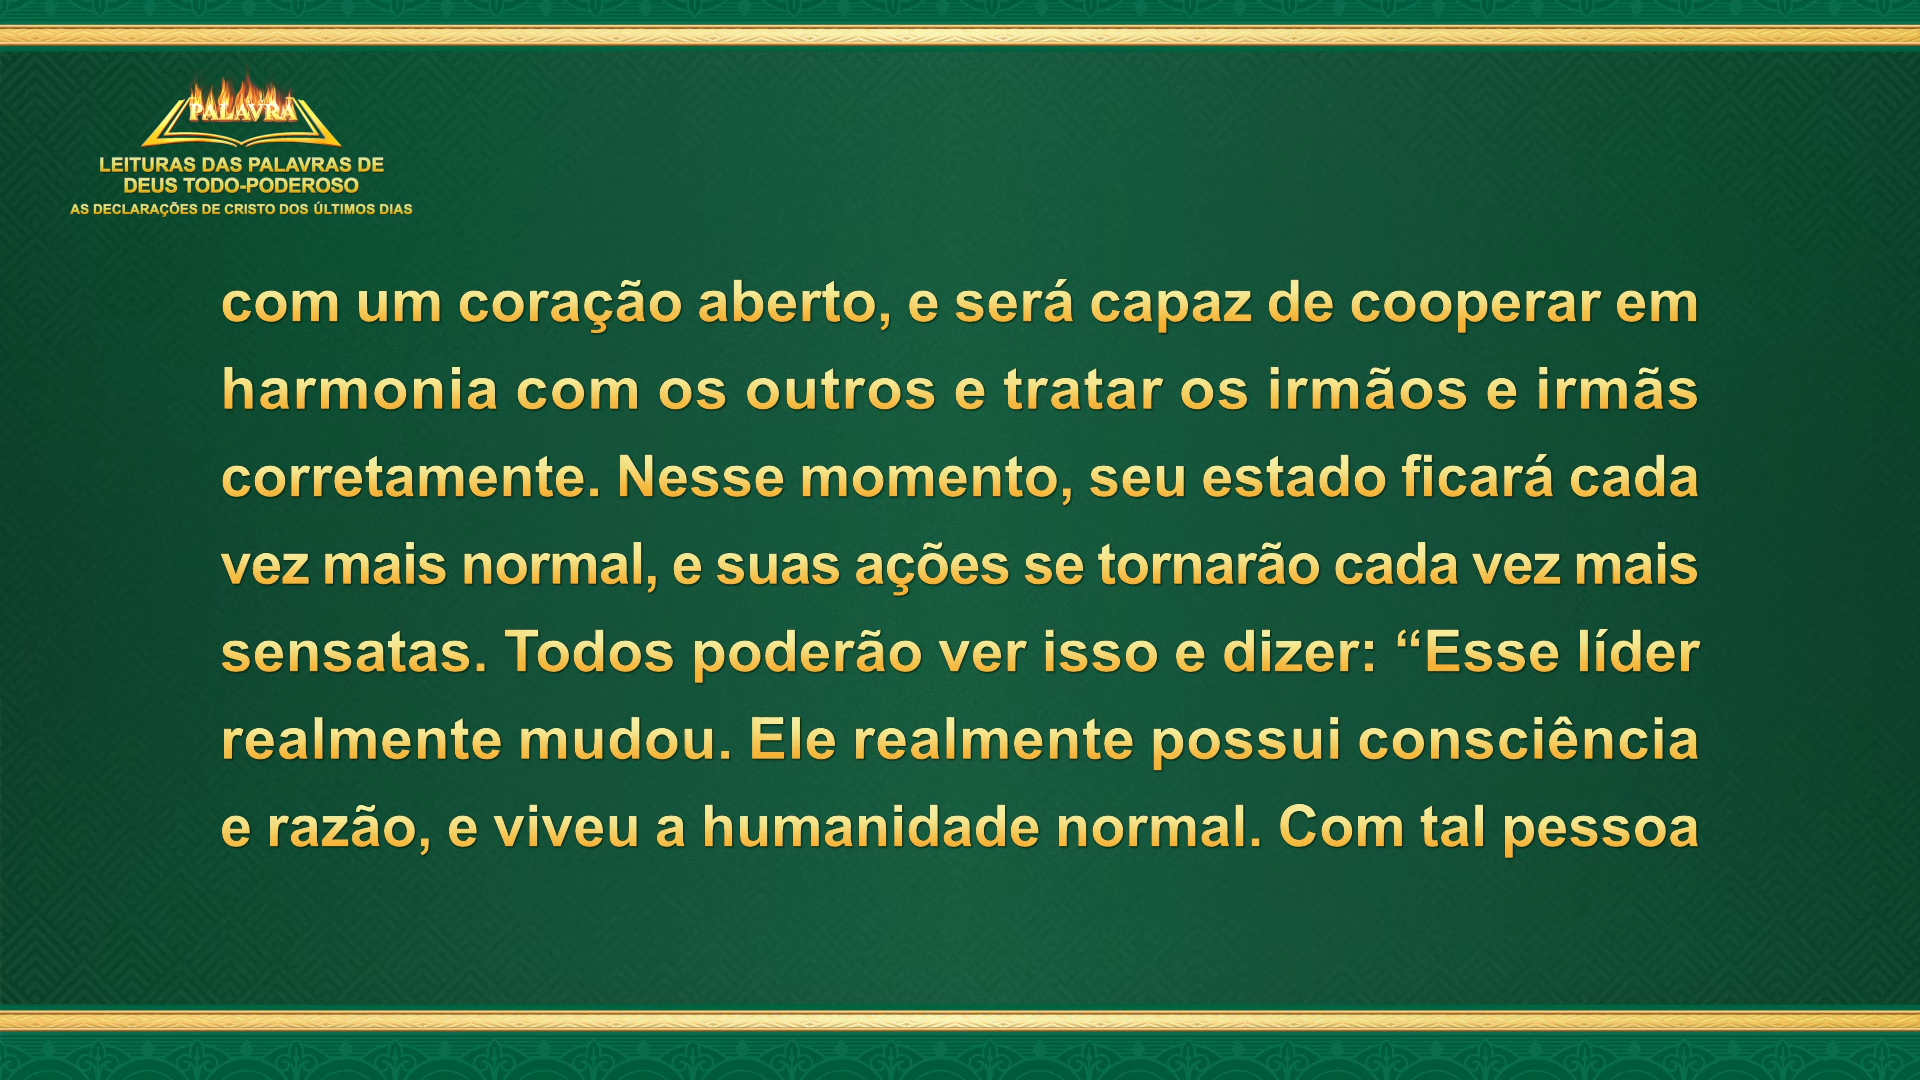 PALAVRA
LEITURAS DAS PALAVRAS DE
DEUS TODO-PODEROSO
AS DECLARAÇÕES DE CRISTO DOS ÚLTIMOS DIAS
com um coração aberto, e será capaz de cooperar em
harmonia com os outros e tratar os irmãos e irmãs
corretamente. Nesse momento, seu estado ficará cada
vez mais normal, e suas ações se tornarão cada vez mais
sensatas. Todos poderão ver isso e dizer: “Esse líder
realmente mudou. Ele realmente possui consciência
e razão, e viveu a humanidade normal. Com tal pessoa